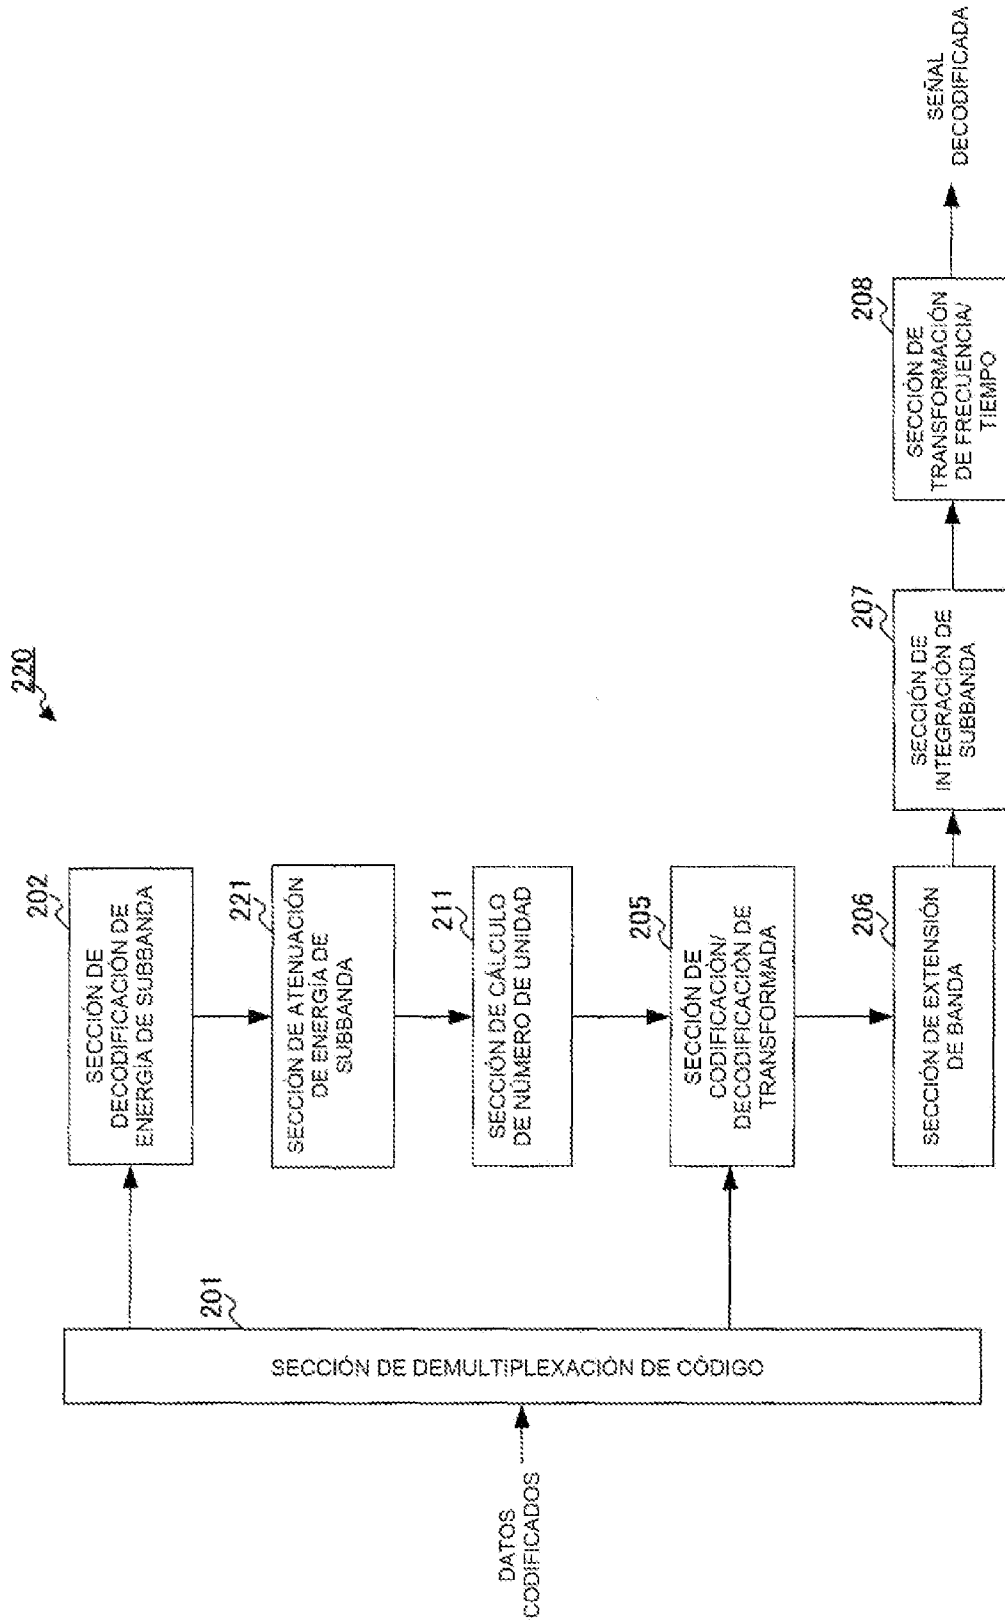 220
DATOS
CODIFICADOS
201
SECCIÓN DE DEMULTIPLEXACIÓN DE CÓDIGO
202
SECCIÓN DE
DECODIFICACIÓN DE
ENERGÍA DE SUBBANDA
221
SECCIÓN DE ATENUACIÓN
DE ENERGÍA DE
SUBBANDA
211
SECCIÓN DE CÁLCULO
DE NÚMERO DE UNIDAD
205
SECCIÓN DE
CODIFICACIÓN/
DECODIFICACIÓN DE
TRANSFORMADA
206
SECCIÓN DE EXTENSIÓN
DE BANDA
207
SECCIÓN DE
INTEGRACIÓN DE
SUBBANDA
208
SECCIÓN DE
TRANSFORMACIÓN
DE FRECUENCIA/
TIEMPO
SEÑAL
DECODIFICADA